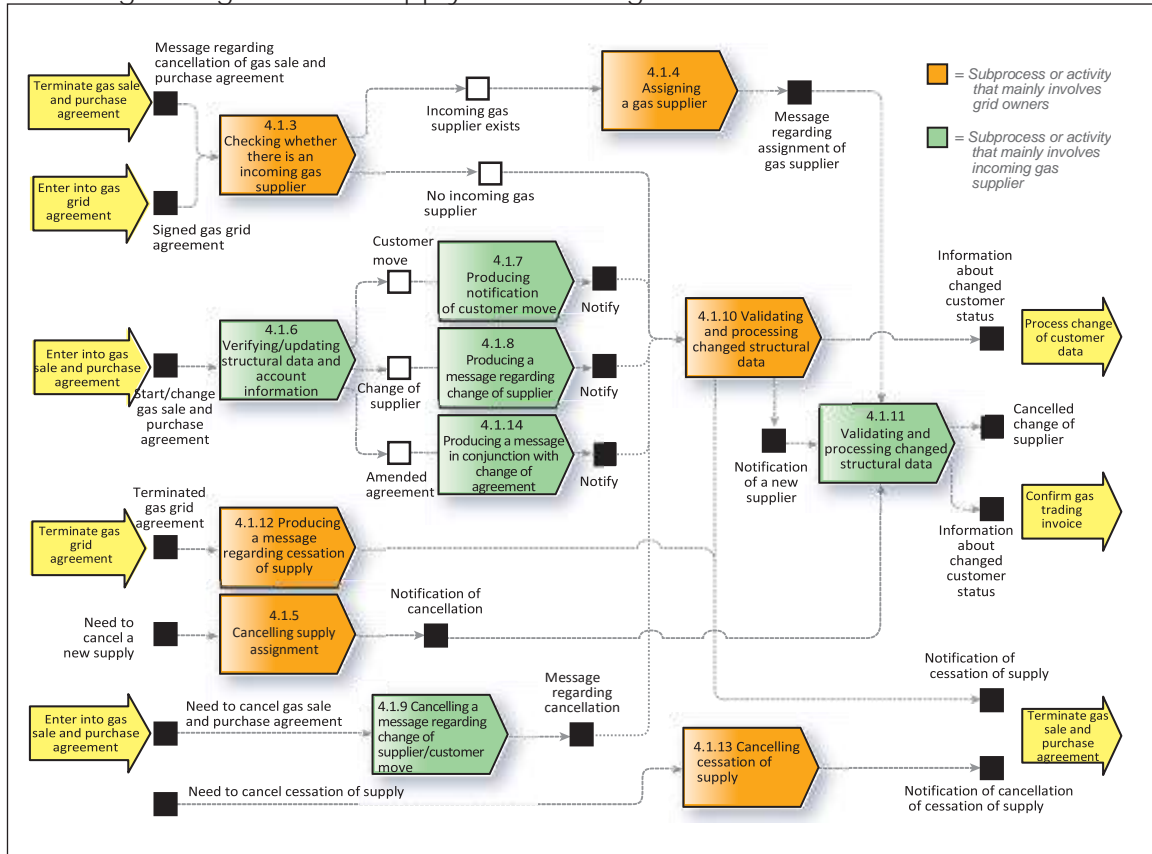 Message regarding
cancellation of gas sale and
purchase agreement
Terminate gas sale
and purchase
agreement
4.1.3
Checking whether
there is an
incoming gas
supplier
Incoming gas
supplier exists
4.1.4
Assigning
a gas supplier
Message
regarding
assignment of
gas supplier
= Subprocess or activity
that mainly involves
grid owners
= Subprocess or activity
that mainly involves
incoming gas
supplier
Enter into gas
grid
agreement
Signed gas grid
agreement
No incoming gas
supplier
Customer
move
4.1.7
Producing
notification
of customer move
Notify
Information
about
changed
customer
status
Process change
of customer
data
4.1.10 Validating
and processing
changed structural
data
Enter into gas
sale and purchase
agreement
Start/change
gas sale and
purchase
agreement
4.1.6
Verifying/updating
structural data and
account
information
Change of
supplier
4.1.8
Producing a
message regarding
change of supplier
Notify
Amended
agreement
4.1.14
Producing a message
in conjunction with
change of
agreement
Notify
Notification
of a new
supplier
4.1.11
Validating and
processing changed
structural data
Cancelled
change of
supplier
Information
about
changed
customer
status
Confirm gas
trading
invoice
Terminated
gas grid
agreement
Terminate gas
grid
agreement
4.1.12 Producing
a message
regarding cessation
of supply
Need to
cancel a
new supply
4.1.5
Cancelling supply
assignment
Notification of
cancellation
Enter into gas
sale and purchase
agreement
Need to cancel gas sale
and purchase agreement
4.1.9 Cancelling a
message regarding
change of
supplier/customer
move
Message
regarding
cancellation
Notification of
cessation of supply
Terminate gas
sale and
purchase
agreement
4.1.13 Cancelling
cessation of
supply
Need to cancel cessation of supply
Notification of cancellation
of cessation of supply